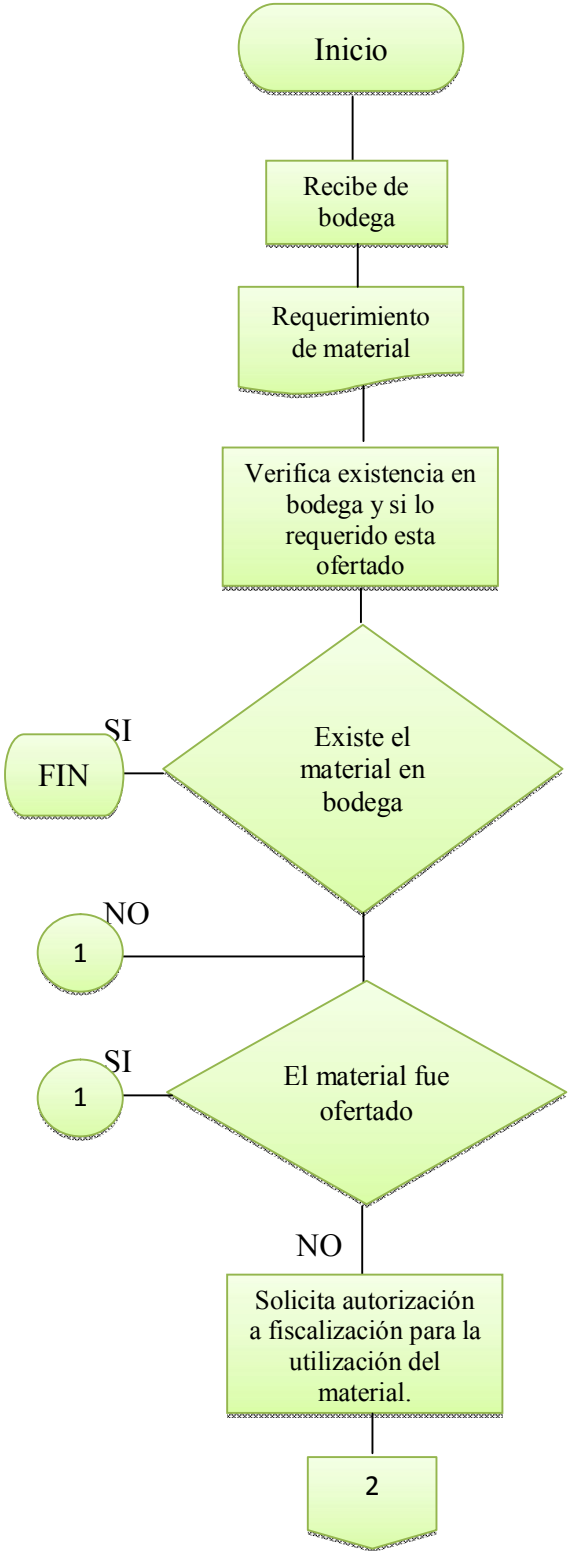 Inicio
Recibe de
bodega
Requerimiento
de material
Verifica existencia en
bodega y si lo
requerido esta
ofertado
SI
FIN
Existe el
material en
bodega
NO
1
SI
1
El material fue
ofertado
NO
Solicita autorización
a fiscalización para la
utilización del
material.
2